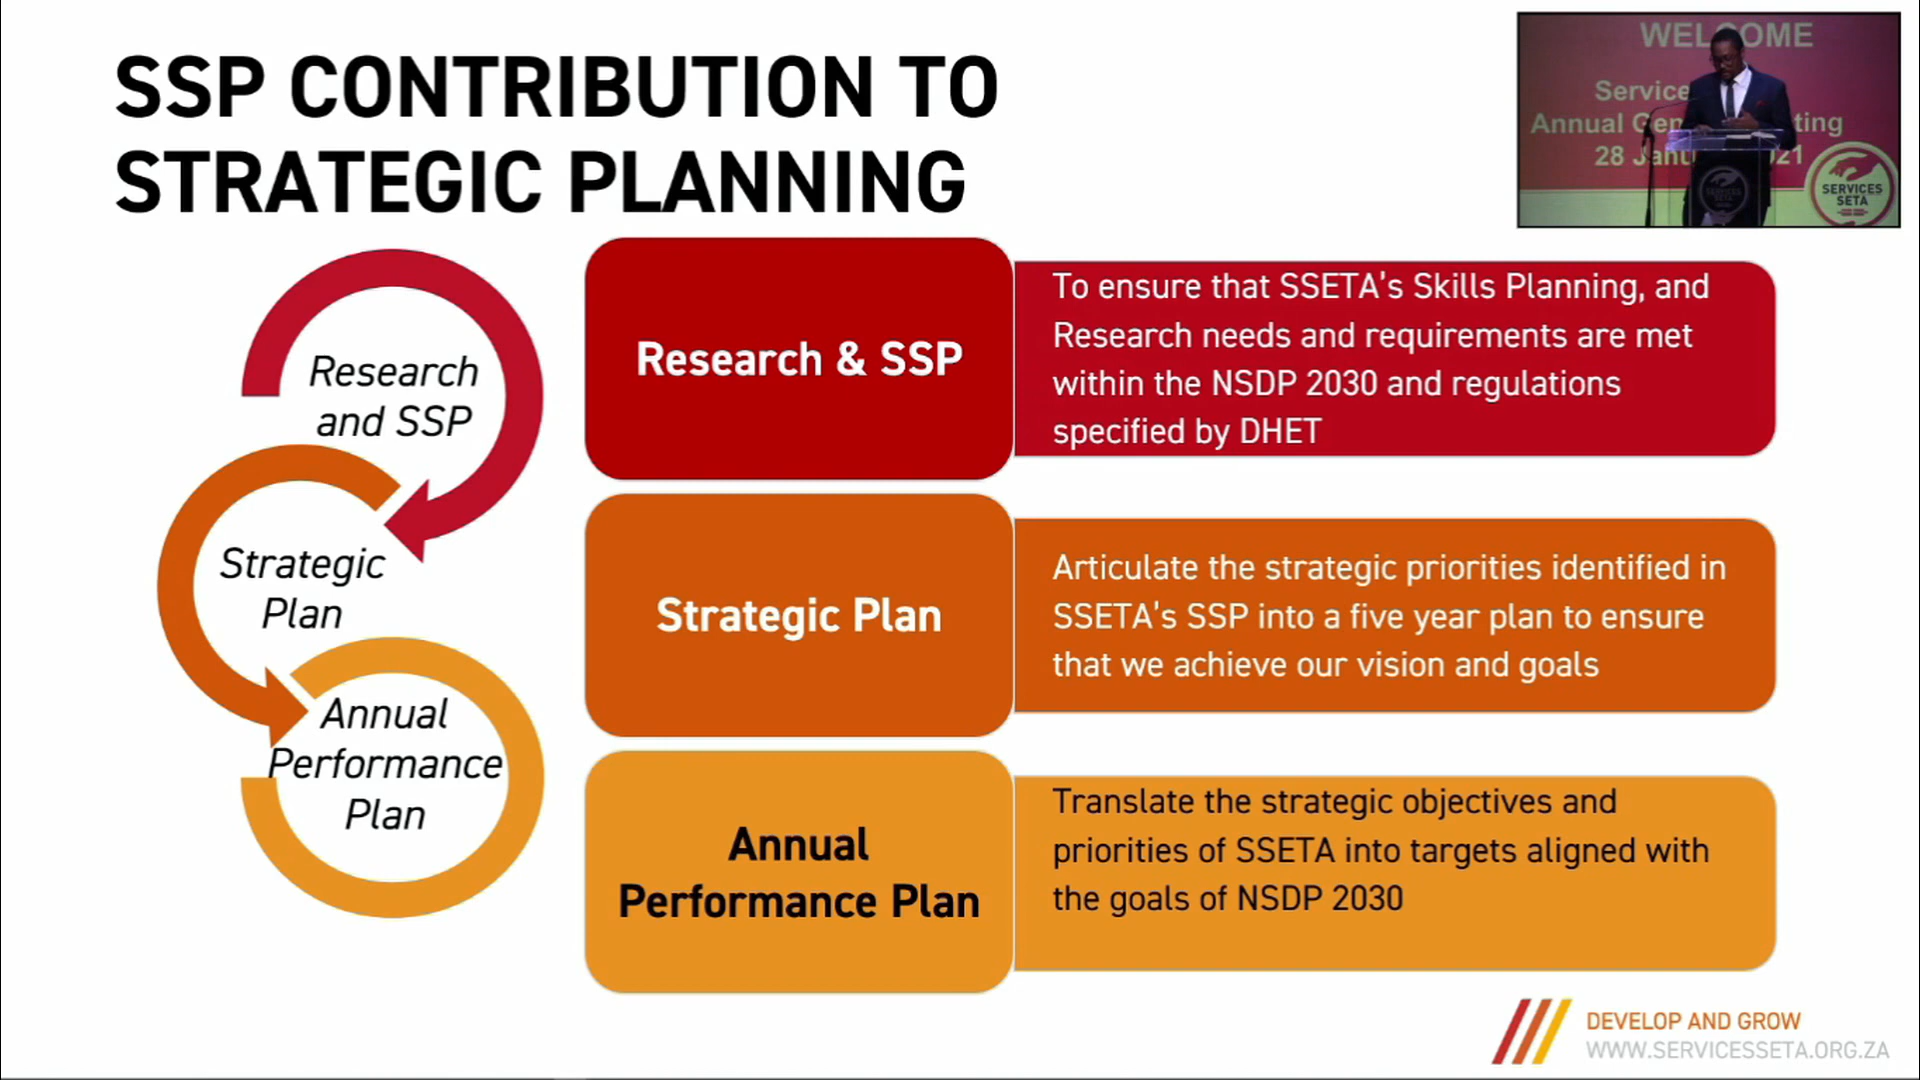 SSP CONTRIBUTION TO
STRATEGIC PLANNING
WELCOME
Service
Annual Gen ting
28 Janu 21
SERVICES
SETA
Research
and SSP
Strategic
Plan
Annual
Performance
Plan
Research & SSP
To ensure that SSETA's Skills Planning, and
Research needs and requirements are met
within the NSDP 2030 and regulations
specified by DHET
Strategic Plan
Articulate the strategic priorities identified in
SSETA's SSP into a five year plan to ensure
that we achieve our vision and goals
Annual
Performance Plan
Translate the strategic objectives and
priorities of SSETA into targets aligned with
the goals of NSDP 2030
DEVELOP AND GROW
WWW.SERVICESSETA.ORG.ZA